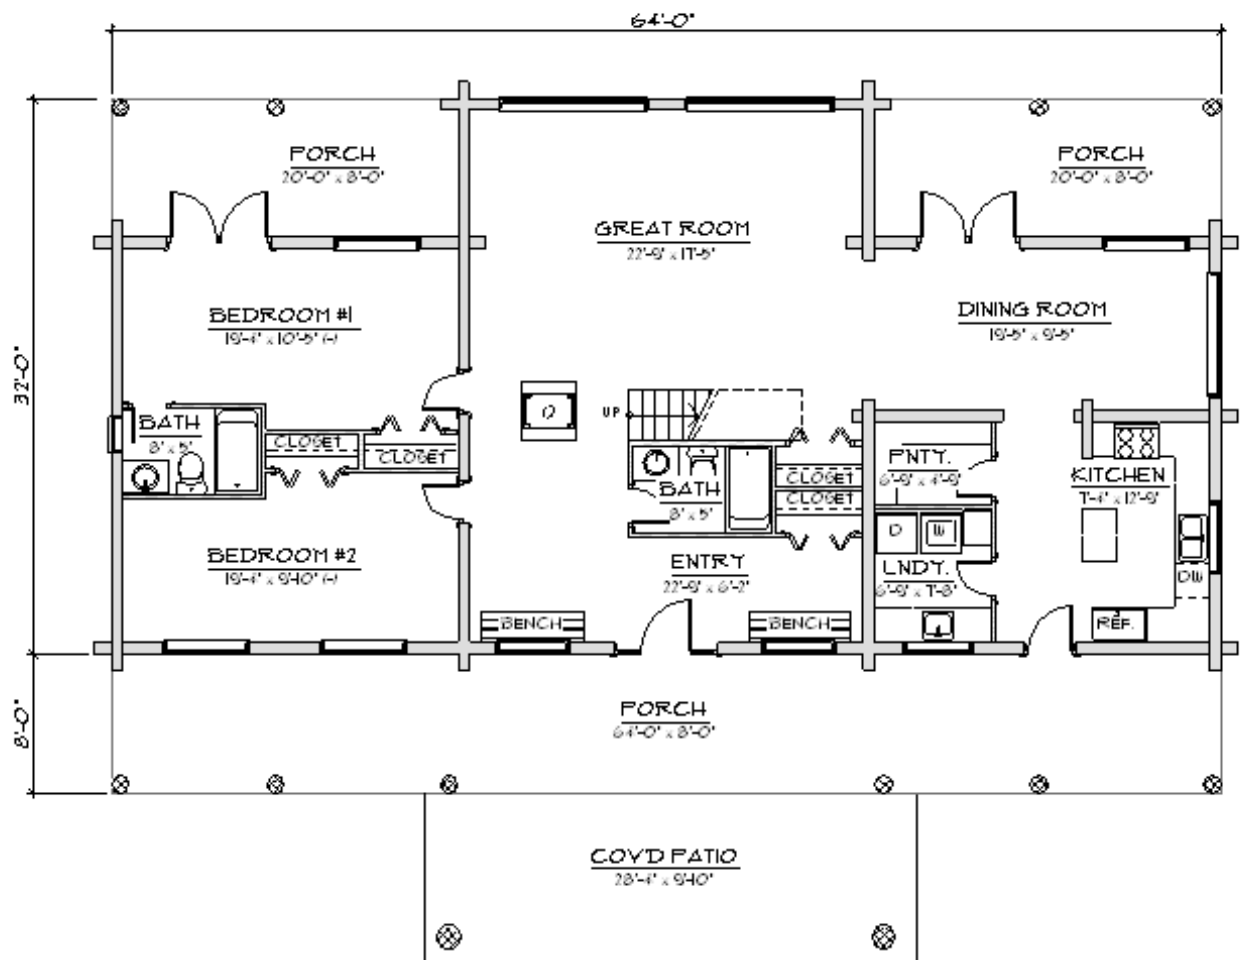 64'-0"
PORCH
20'-0" x 8'-0"
PORCH
20'-0" x 8'-0"
GREAT ROOM
22'-9" x 17'-5"
BEDROOM #1
19'-4" x 10'-5" (-)
DINING ROOM
19'-5" x 9'-5"
32'-0"
UP
BATH
8' x 5'
CLOSET
CLOSET
PNTY.
6'-9" x 4'-9"
KITCHEN
11'-4" x 12'-9"
BATH
8' x 5'
CLOSET
CLOSET
D
W
BEDROOM #2
19'-4" x 9'-10" (-)
ENTRY
22'-9" x 6'-2"
LNDY.
6'-9" x 7'-8"
DW
BENCH
BENCH
REF.
8'-0"
PORCH
64'-0" x 8'-0"
COV'D PATIO
28'-4" x 9'-10"